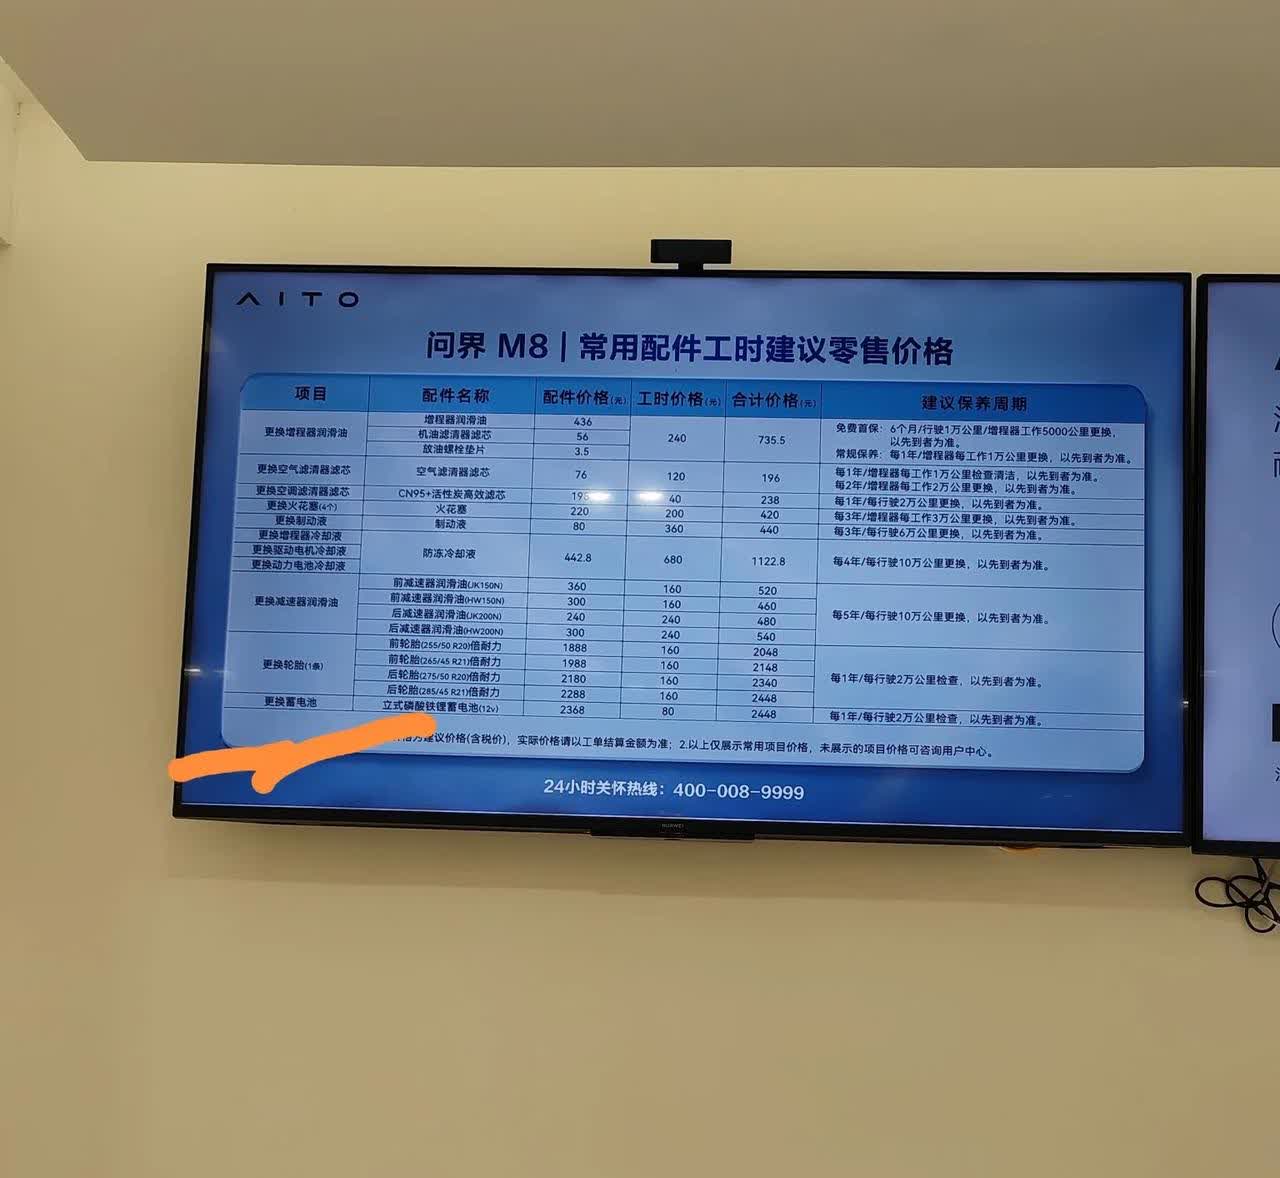 AITO
问界 M8 | 常用配件工时建议零售价格
项目 配件名称 配件价格(元) 工时价格(元) 合计价格(元) 建议保养周期
更换增程器润滑油 增程器润滑油 436 240 735.5 免费首保：6个月/行驶1万公里/增程器工作5000公里更换，
以先到者为准。
机油滤清器滤芯 56
放油螺栓垫片 3.5 常规保养：每1年/增程器每工作1万公里更换，以先到者为准。
更换空气滤清器滤芯 空气滤清器滤芯 76 120 196 每1年/增程器每工作1万公里检查清洁，以先到者为准。
每2年/增程器每工作2万公里更换，以先到者为准。
更换空调滤清器滤芯 CN95+活性炭高效滤芯 40 238 每1年/每行驶2万公里更换，以先到者为准。
更换火花塞(4个) 火花塞 220 200 420 每3年/增程器每工作3万公里更换，以先到者为准。
更换制动液 制动液 80 360 440 每3年/每行驶6万公里更换，以先到者为准。
更换增程器冷却液
更换驱动电机冷却液 防冻冷却液 442.8 680 1122.8 每4年/每行驶10万公里更换，以先到者为准。
更换动力电池冷却液
更换减速器润滑油 前减速器润滑油(JK150N) 360 160 520 每5年/每行驶10万公里更换，以先到者为准。
前减速器润滑油(HW150N) 300 160 460
后减速器润滑油(JK200N) 240 240 480
后减速器润滑油(HW200N) 300 240 540
更换轮胎(1条) 前轮胎(255/50 R20)倍耐力 1888 160 2048 每1年/每行驶2万公里检查，以先到者为准。
前轮胎(265/45 R21)倍耐力 1988 160 2148
后轮胎(275/50 R20)倍耐力 2180 160 2340
后轮胎(285/45 R21)倍耐力 2288 160 2448
更换蓄电池 立式磷酸铁锂蓄电池(12v) 2368 80 2448 每1年/每行驶2万公里检查，以先到者为准。
为建议价格(含税价)，实际价格请以工单结算金额为准；2.以上仅展示常用项目价格，未展示的项目价格可咨询用户中心。
24小时关怀热线：400-008-9999
HUAWEI